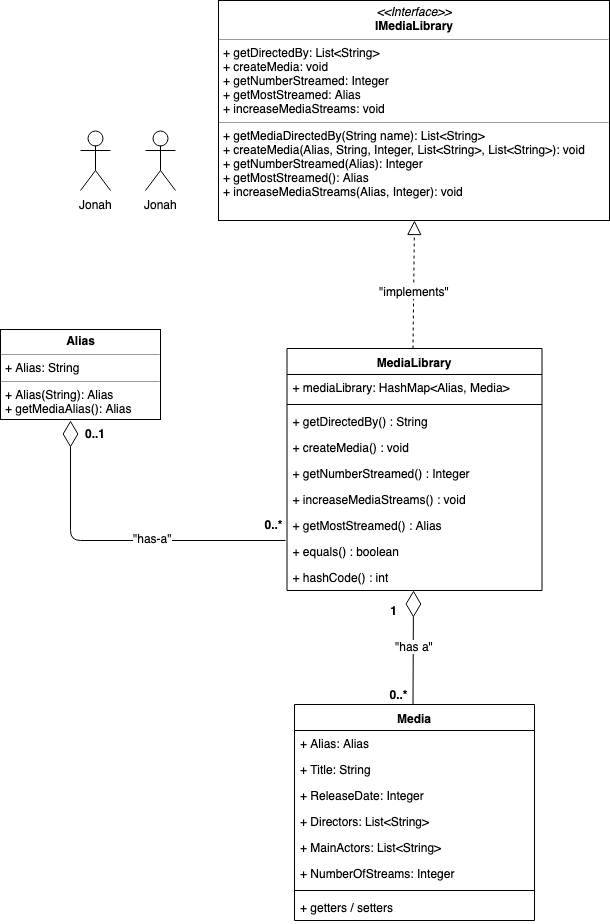 <<Interface>>
IMediaLibrary
+ getDirectedBy: List<String>
+ createMedia: void
+ getNumberStreamed: Integer
+ getMostStreamed: Alias
+ increaseMediaStreams: void
+ getMediaDirectedBy(String name): List<String>
+ createMedia(Alias, String, Integer, List<String>, List<String>): void
+ getNumberStreamed(Alias): Integer
+ getMostStreamed(): Alias
+ increaseMediaStreams(Alias, Integer): void
Jonah
Jonah
"implements"
Alias
+ Alias: String
+ Alias(String): Alias
+ getMediaAlias(): Alias
0..1
"has-a"
0..*
MediaLibrary
+ mediaLibrary: HashMap<Alias, Media>
+ getDirectedBy() : String
+ createMedia() : void
+ getNumberStreamed() : Integer
+ increaseMediaStreams() : void
+ getMostStreamed() : Alias
+ equals() : boolean
+ hashCode() : int
1
"has a"
0..*
Media
+ Alias: Alias
+ Title: String
+ ReleaseDate: Integer
+ Directors: List<String>
+ MainActors: List<String>
+ NumberOfStreams: Integer
+ getters / setters